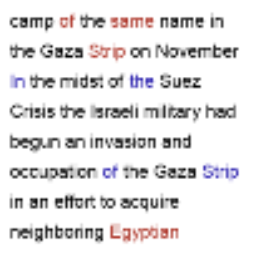 camp of the same name in
the Gaza Strip on November
In the midst of the Suez
Crisis the Israeli military had
begun an invasion and
occupation of the Gaza Strip
in an effort to acquire
neighboring Egyptian